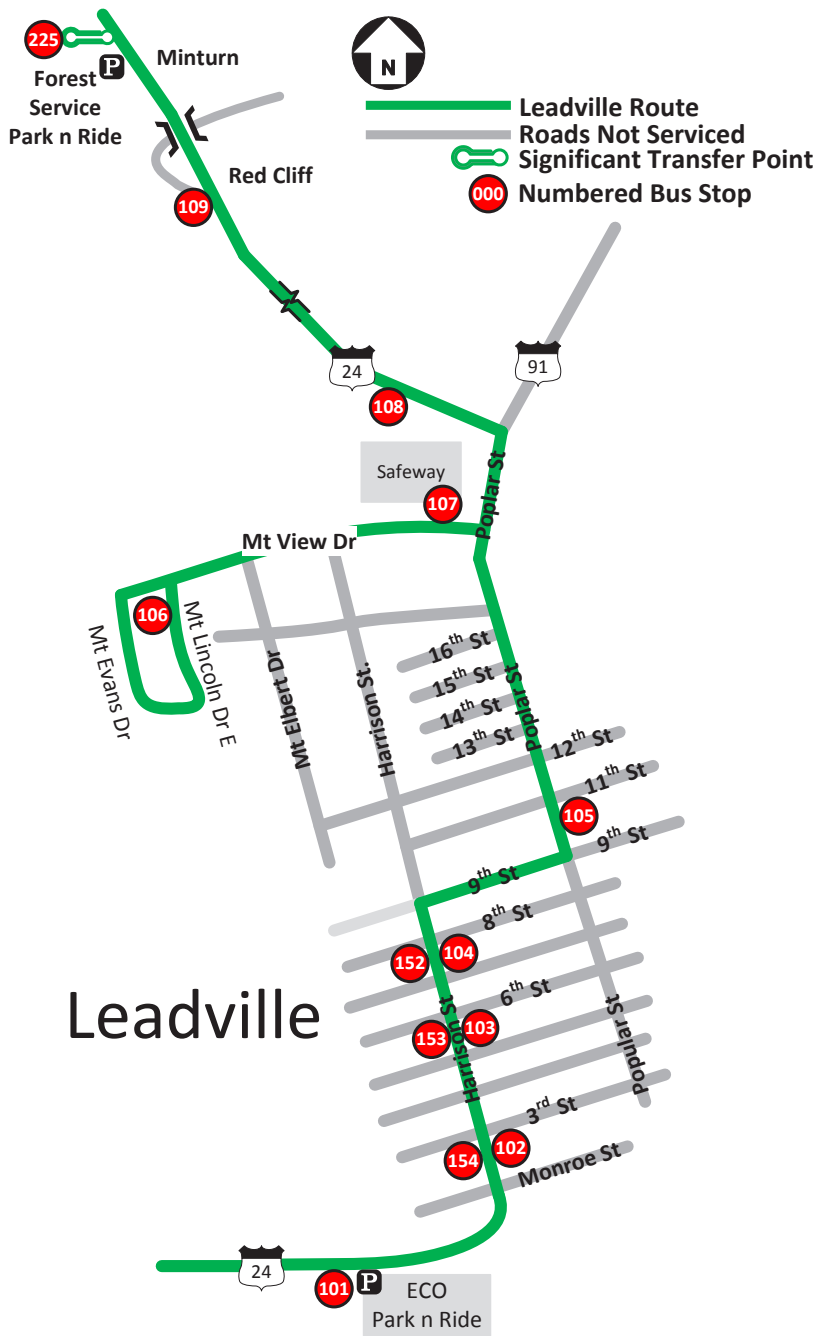 225
P
Minturn
Forest
Service
Park n Ride
N
Leadville Route
Roads Not Serviced
Significant Transfer Point
000 Numbered Bus Stop
Red Cliff
109
24
91
108
Safeway
107
Poplar St
Mt View Dr
106
Mt Evans Dr
Mt Lincoln Dr E
Mt Elbert Dr
Harrison St.
16th St
15th St
14th St
13th St
Poplar St
12th St
11th St
105
9th St
9th St
8th St
152
104
Leadville
6th St
153
103
Harrison St
Popular St
3rd St
154
102
Monroe St
24
101
P
ECO
Park n Ride